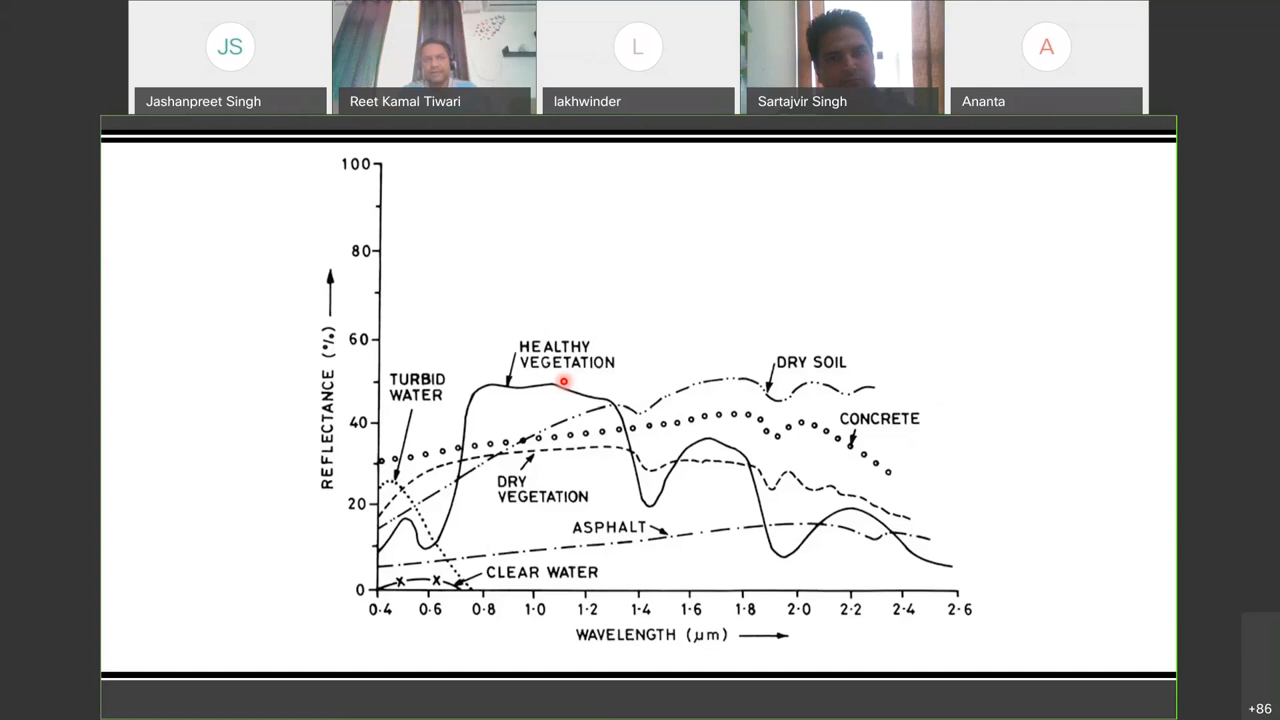 JS
L
A
Jashanpreet Singh
Reet Kamal Tiwari
lakhwinder
Sartajvir Singh
Ananta
100
80
60
40
20
0
REFLECTANCE (%)
HEALTHY
VEGETATION
TURBID
WATER
DRY SOIL
CONCRETE
DRY
VEGETATION
ASPHALT
CLEAR WATER
0.4 0.6 0.8 1.0 1.2 1.4 1.6 1.8 2.0 2.2 2.4 2.6
WAVELENGTH (μm)
+86